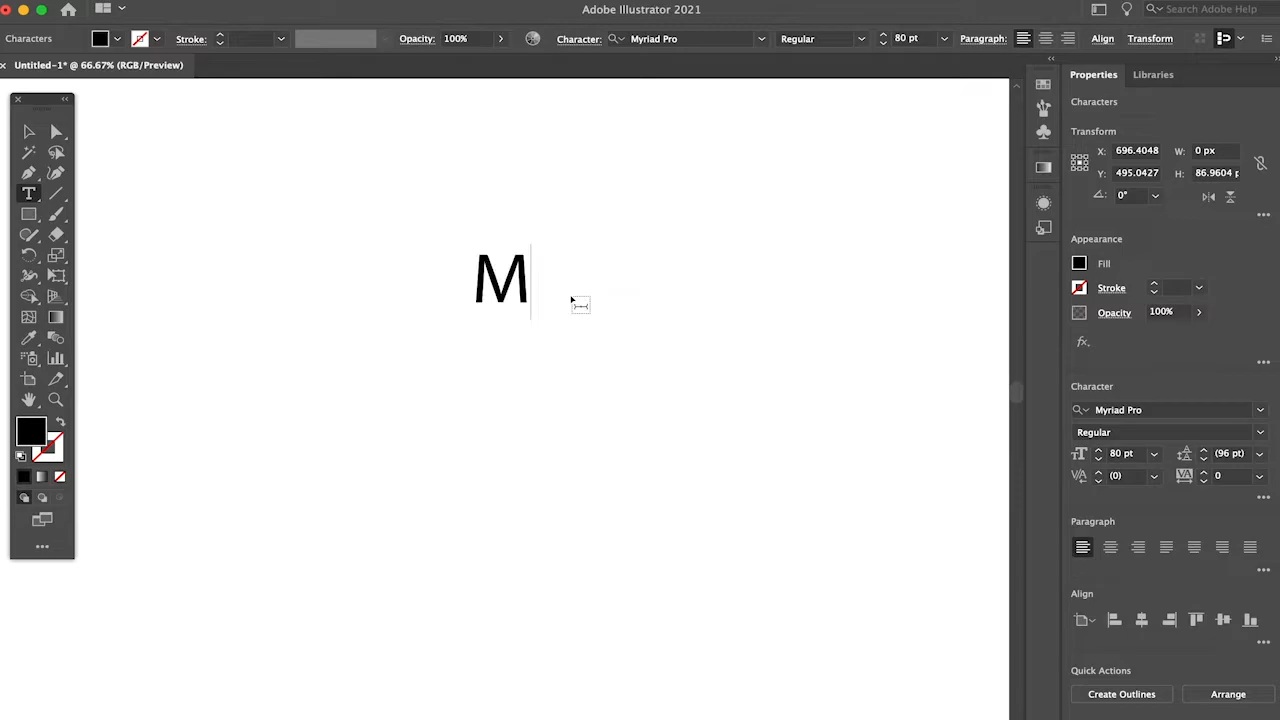 Adobe Illustrator 2021
Search Adobe Help
Characters
Stroke:
Opacity:
100%
Character:
Myriad Pro
Regular
80 pt
Paragraph:
Align
Transform
Untitled-1* @ 66.67% (RGB/Preview)
M
Properties
Libraries
Characters
Transform
X: 696.4048 W: 0 px
Y: 495.0427 H: 86.9604 p
0°
Appearance
Fill
Stroke
Opacity 100%
fx.
Character
Myriad Pro
Regular
80 pt (96 pt)
(0) 0
Paragraph
Align
Quick Actions
Create Outlines Arrange